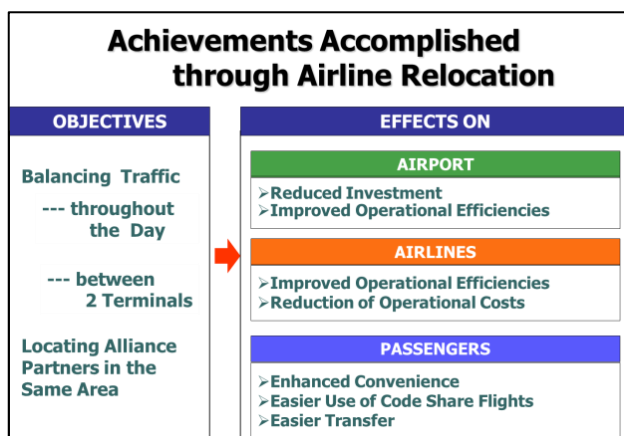 Achievements Accomplished
through Airline Relocation
OBJECTIVES
Balancing Traffic
--- throughout
the Day
--- between
2 Terminals
Locating Alliance
Partners in the
Same Area
EFFECTS ON
AIRPORT
➢Reduced Investment
➢Improved Operational Efficiencies
AIRLINES
➢Improved Operational Efficiencies
➢Reduction of Operational Costs
PASSENGERS
➢Enhanced Convenience
➢Easier Use of Code Share Flights
➢Easier Transfer